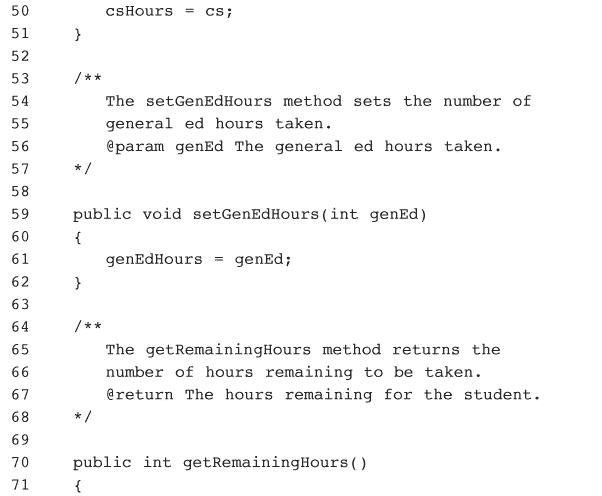 50 csHours = cs;
51 }
52
53 /**
54 The setGenEdHours method sets the number of
55 general ed hours taken.
56 @param genEd The general ed hours taken.
57 */
58
59 public void setGenEdHours(int genEd)
60 {
61 genEdHours = genEd;
62 }
63
64 /**
65 The getRemainingHours method returns the
66 number of hours remaining to be taken.
67 @return The hours remaining for the student.
68 */
69
70 public int getRemainingHours()
71 {